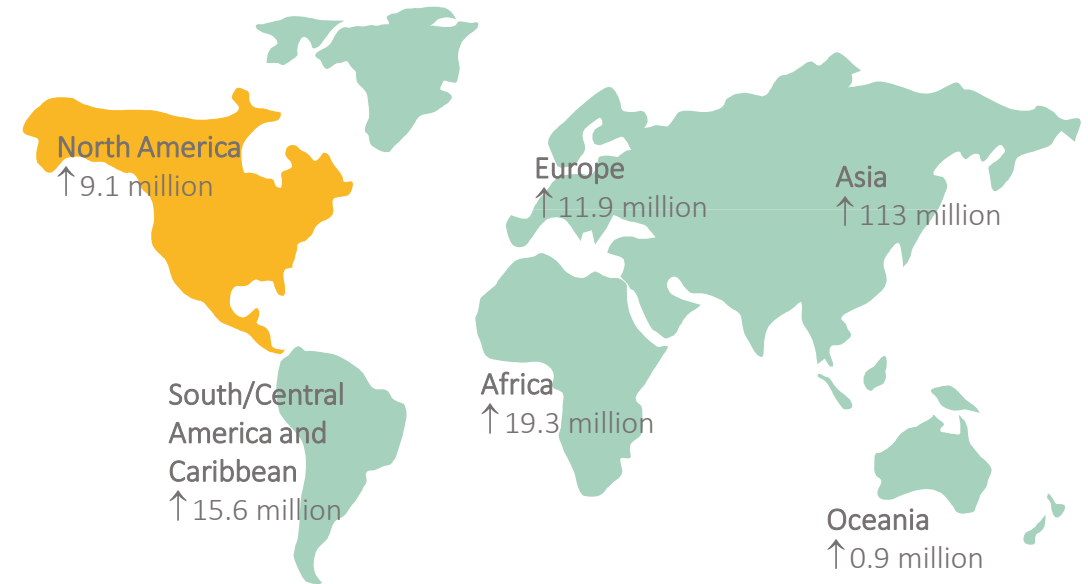 North America
↑ 9.1 million
Europe
↑ 11.9 million
Asia
↑ 113 million
South/Central
America and
Caribbean
↑ 15.6 million
Africa
↑ 19.3 million
Oceania
↑ 0.9 million